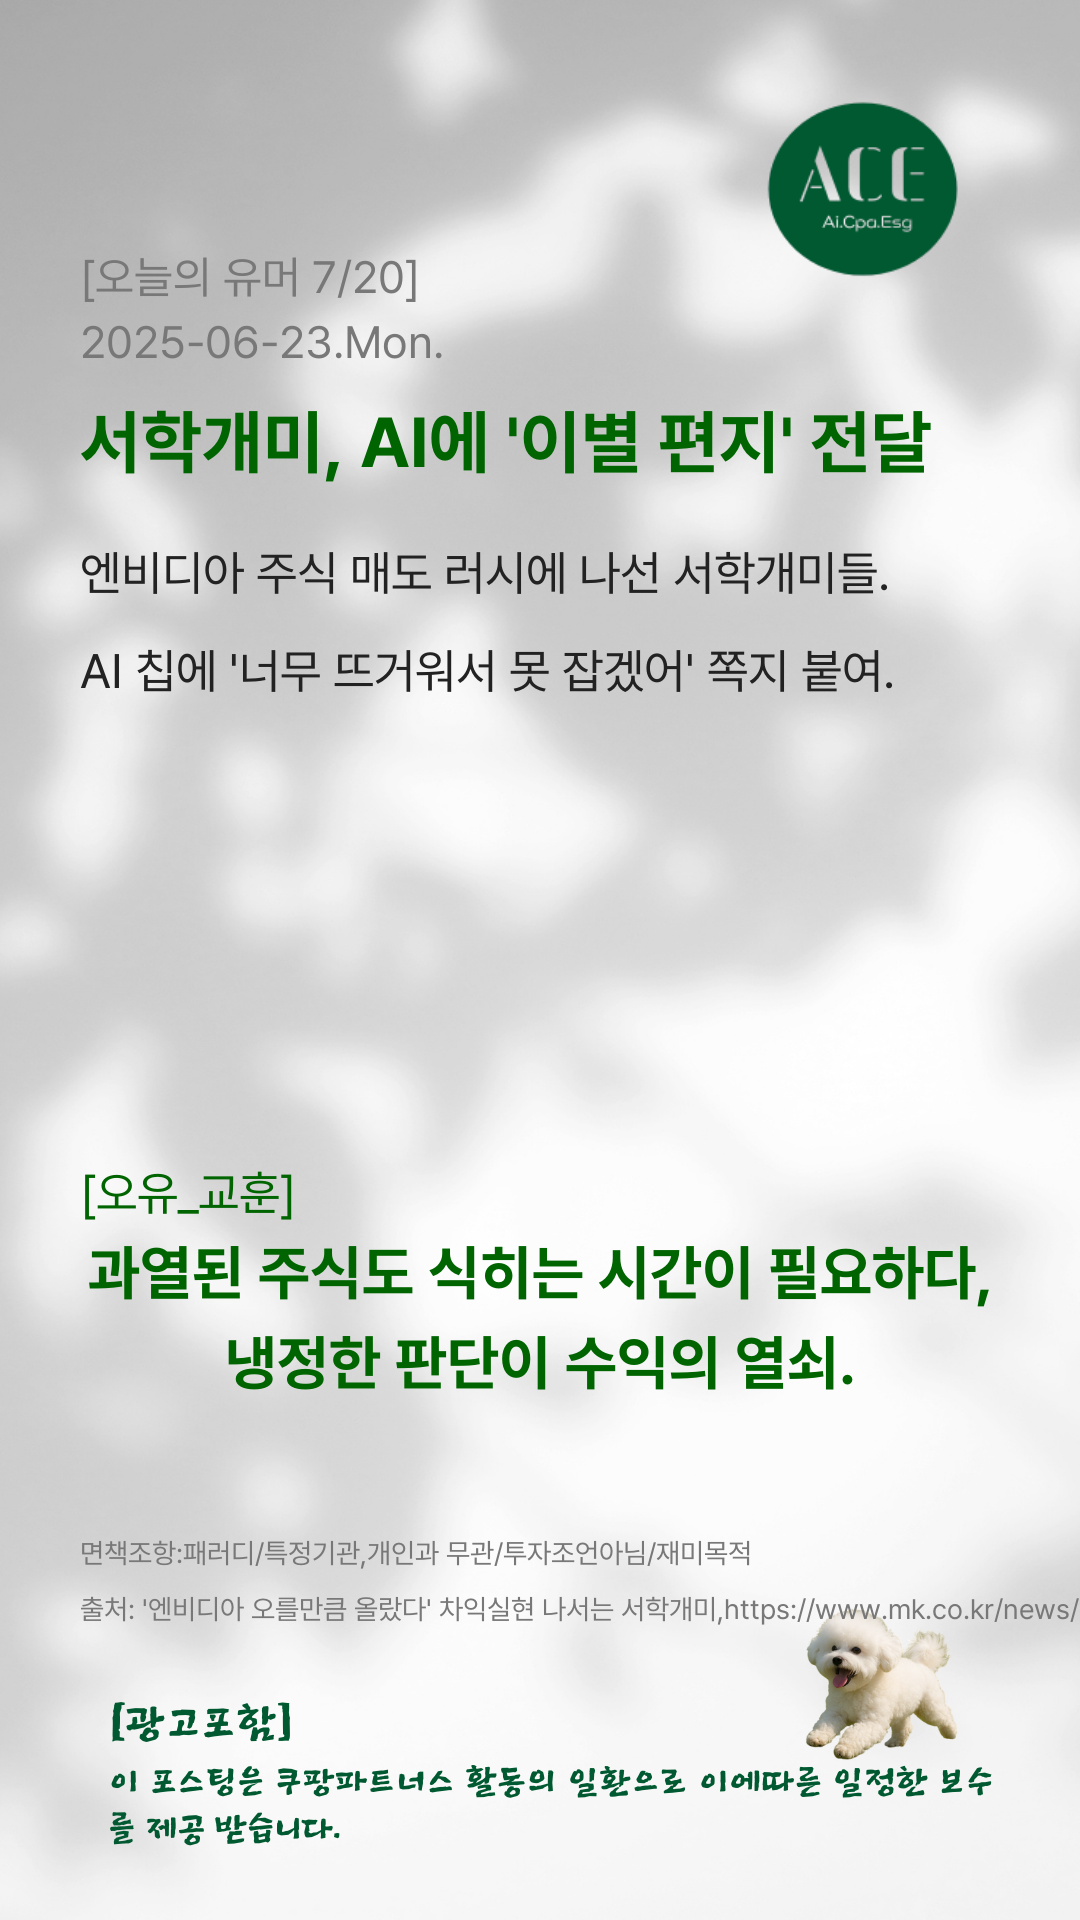 ACE
Ai.Cpa.Esg
[오늘의 유머 7/20]
2025-06-23.Mon.
서학개미, AI에 '이별 편지' 전달
엔비디아 주식 매도 러시에 나선 서학개미들.
AI 칩에 '너무 뜨거워서 못 잡겠어' 쪽지 붙여.
[오유_교훈]
과열된 주식도 식히는 시간이 필요하다,
냉정한 판단이 수익의 열쇠.
면책조항:패러디/특정기관,개인과 무관/투자조언아님/재미목적
출처: '엔비디아 오를만큼 올랐다' 차익실현 나서는 서학개미,https://www.mk.co.kr/news/
[광고포함]
이 포스팅은 쿠팡파트너스 활동의 일환으로 이에따른 일정한 보수
를 제공 받습니다.